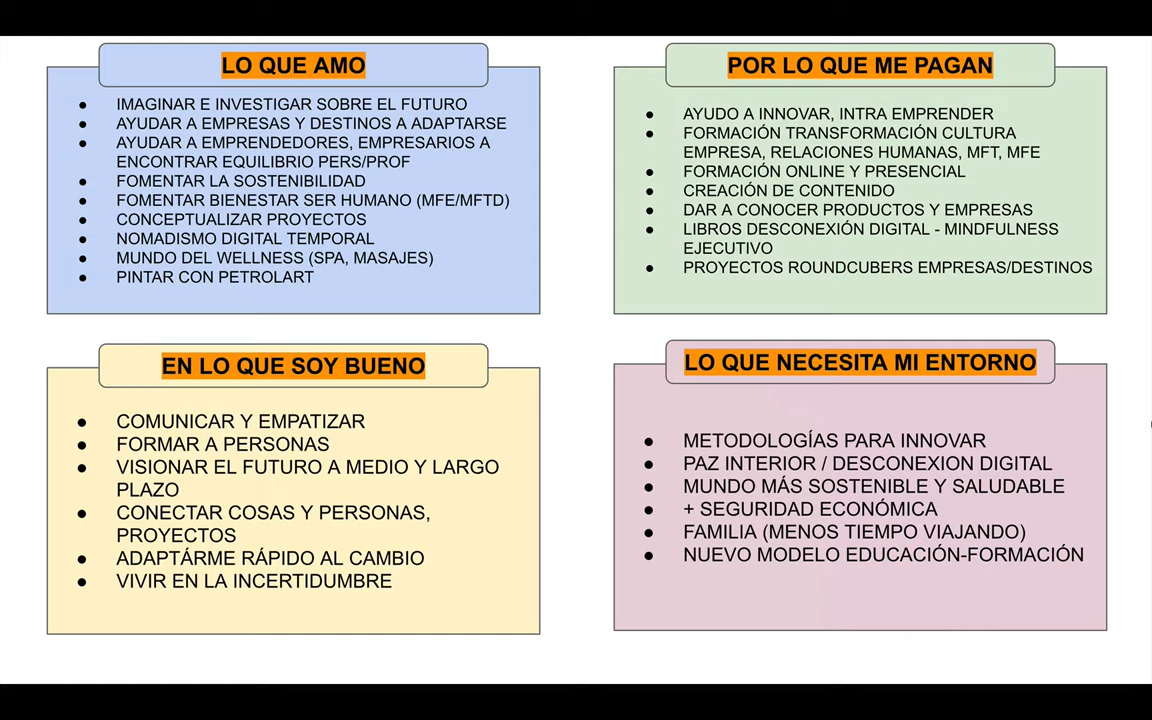 LO QUE AMO
● IMAGINAR E INVESTIGAR SOBRE EL FUTURO
● AYUDAR A EMPRESAS Y DESTINOS A ADAPTARSE
● AYUDAR A EMPRENDEDORES, EMPRESARIOS A
ENCONTRAR EQUILIBRIO PERS/PROF
● FOMENTAR LA SOSTENIBILIDAD
● FOMENTAR BIENESTAR SER HUMANO (MFE/MFTD)
● CONCEPTUALIZAR PROYECTOS
● NOMADISMO DIGITAL TEMPORAL
● MUNDO DEL WELLNESS (SPA, MASAJES)
● PINTAR CON PETROLART
POR LO QUE ME PAGAN
● AYUDO A INNOVAR, INTRA EMPRENDER
● FORMACIÓN TRANSFORMACIÓN CULTURA
EMPRESA, RELACIONES HUMANAS, MFT, MFE
● FORMACIÓN ONLINE Y PRESENCIAL
● CREACIÓN DE CONTENIDO
● DAR A CONOCER PRODUCTOS Y EMPRESAS
● LIBROS DESCONEXIÓN DIGITAL - MINDFULNESS
EJECUTIVO
● PROYECTOS ROUNDCUBERS EMPRESAS/DESTINOS
EN LO QUE SOY BUENO
● COMUNICAR Y EMPATIZAR
● FORMAR A PERSONAS
● VISIONAR EL FUTURO A MEDIO Y LARGO
PLAZO
● CONECTAR COSAS Y PERSONAS,
PROYECTOS
● ADAPTÁRME RÁPIDO AL CAMBIO
● VIVIR EN LA INCERTIDUMBRE
LO QUE NECESITA MI ENTORNO
● METODOLOGÍAS PARA INNOVAR
● PAZ INTERIOR / DESCONEXION DIGITAL
● MUNDO MÁS SOSTENIBLE Y SALUDABLE
● + SEGURIDAD ECONÓMICA
● FAMILIA (MENOS TIEMPO VIAJANDO)
● NUEVO MODELO EDUCACIÓN-FORMACIÓN